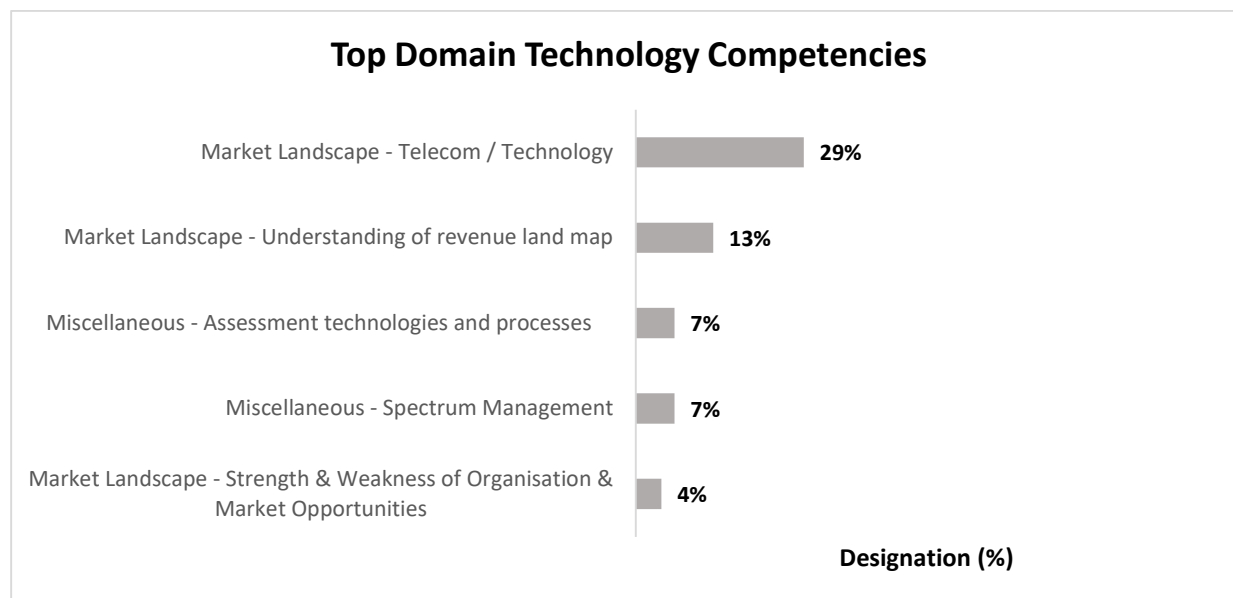 Top Domain Technology Competencies
Market Landscape - Telecom / Technology
29%
Market Landscape - Understanding of revenue land map
13%
Miscellaneous - Assessment technologies and processes
7%
Miscellaneous - Spectrum Management
7%
Market Landscape - Strength & Weakness of Organisation &
Market Opportunities
4%
Designation (%)